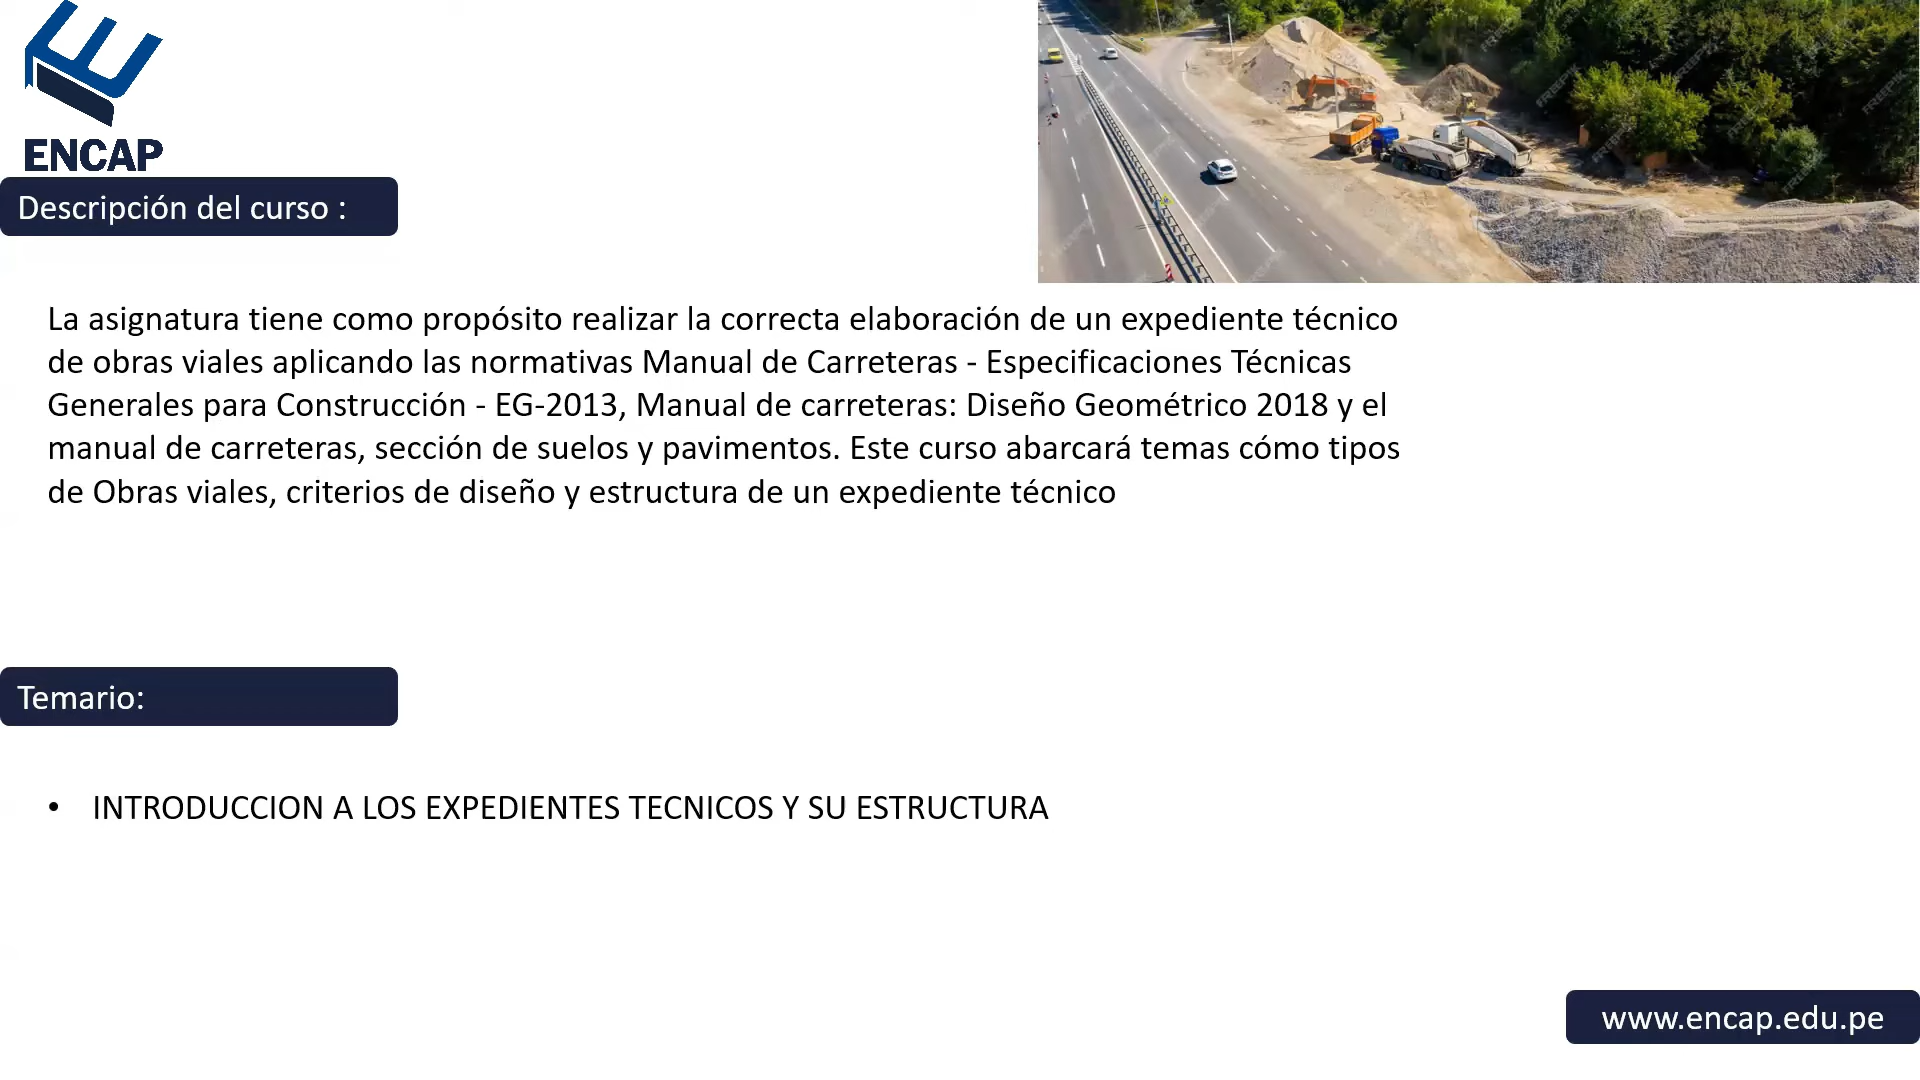 ENCAP
Descripción del curso :
La asignatura tiene como propósito realizar la correcta elaboración de un expediente técnico
de obras viales aplicando las normativas Manual de Carreteras - Especificaciones Técnicas
Generales para Construcción - EG-2013, Manual de carreteras: Diseño Geométrico 2018 y el
manual de carreteras, sección de suelos y pavimentos. Este curso abarcará temas cómo tipos
de Obras viales, criterios de diseño y estructura de un expediente técnico
Temario:
• INTRODUCCION A LOS EXPEDIENTES TECNICOS Y SU ESTRUCTURA
www.encap.edu.pe